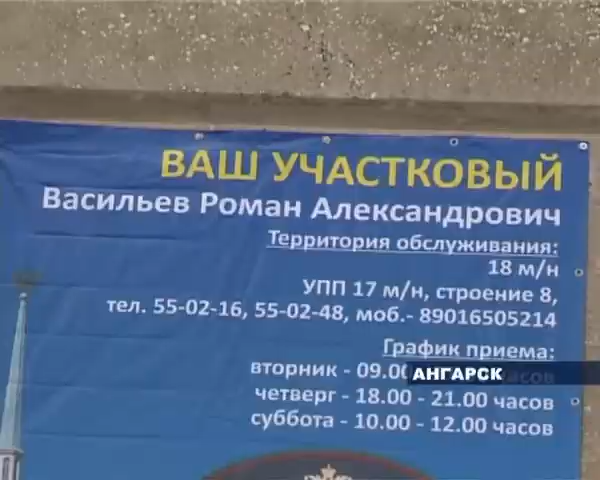 ВАШ УЧАСТКОВЫЙ
Васильев Роман Александрович
Территория обслуживания:
18 м/н
УПП 17 м/н, строение 8,
тел. 55-02-16, 55-02-48, моб.- 89016505214
График приема:
вторник - 09.00 часов
АНГАРСК
четверг - 18.00 - 21.00 часов
суббота - 10.00 - 12.00 часов